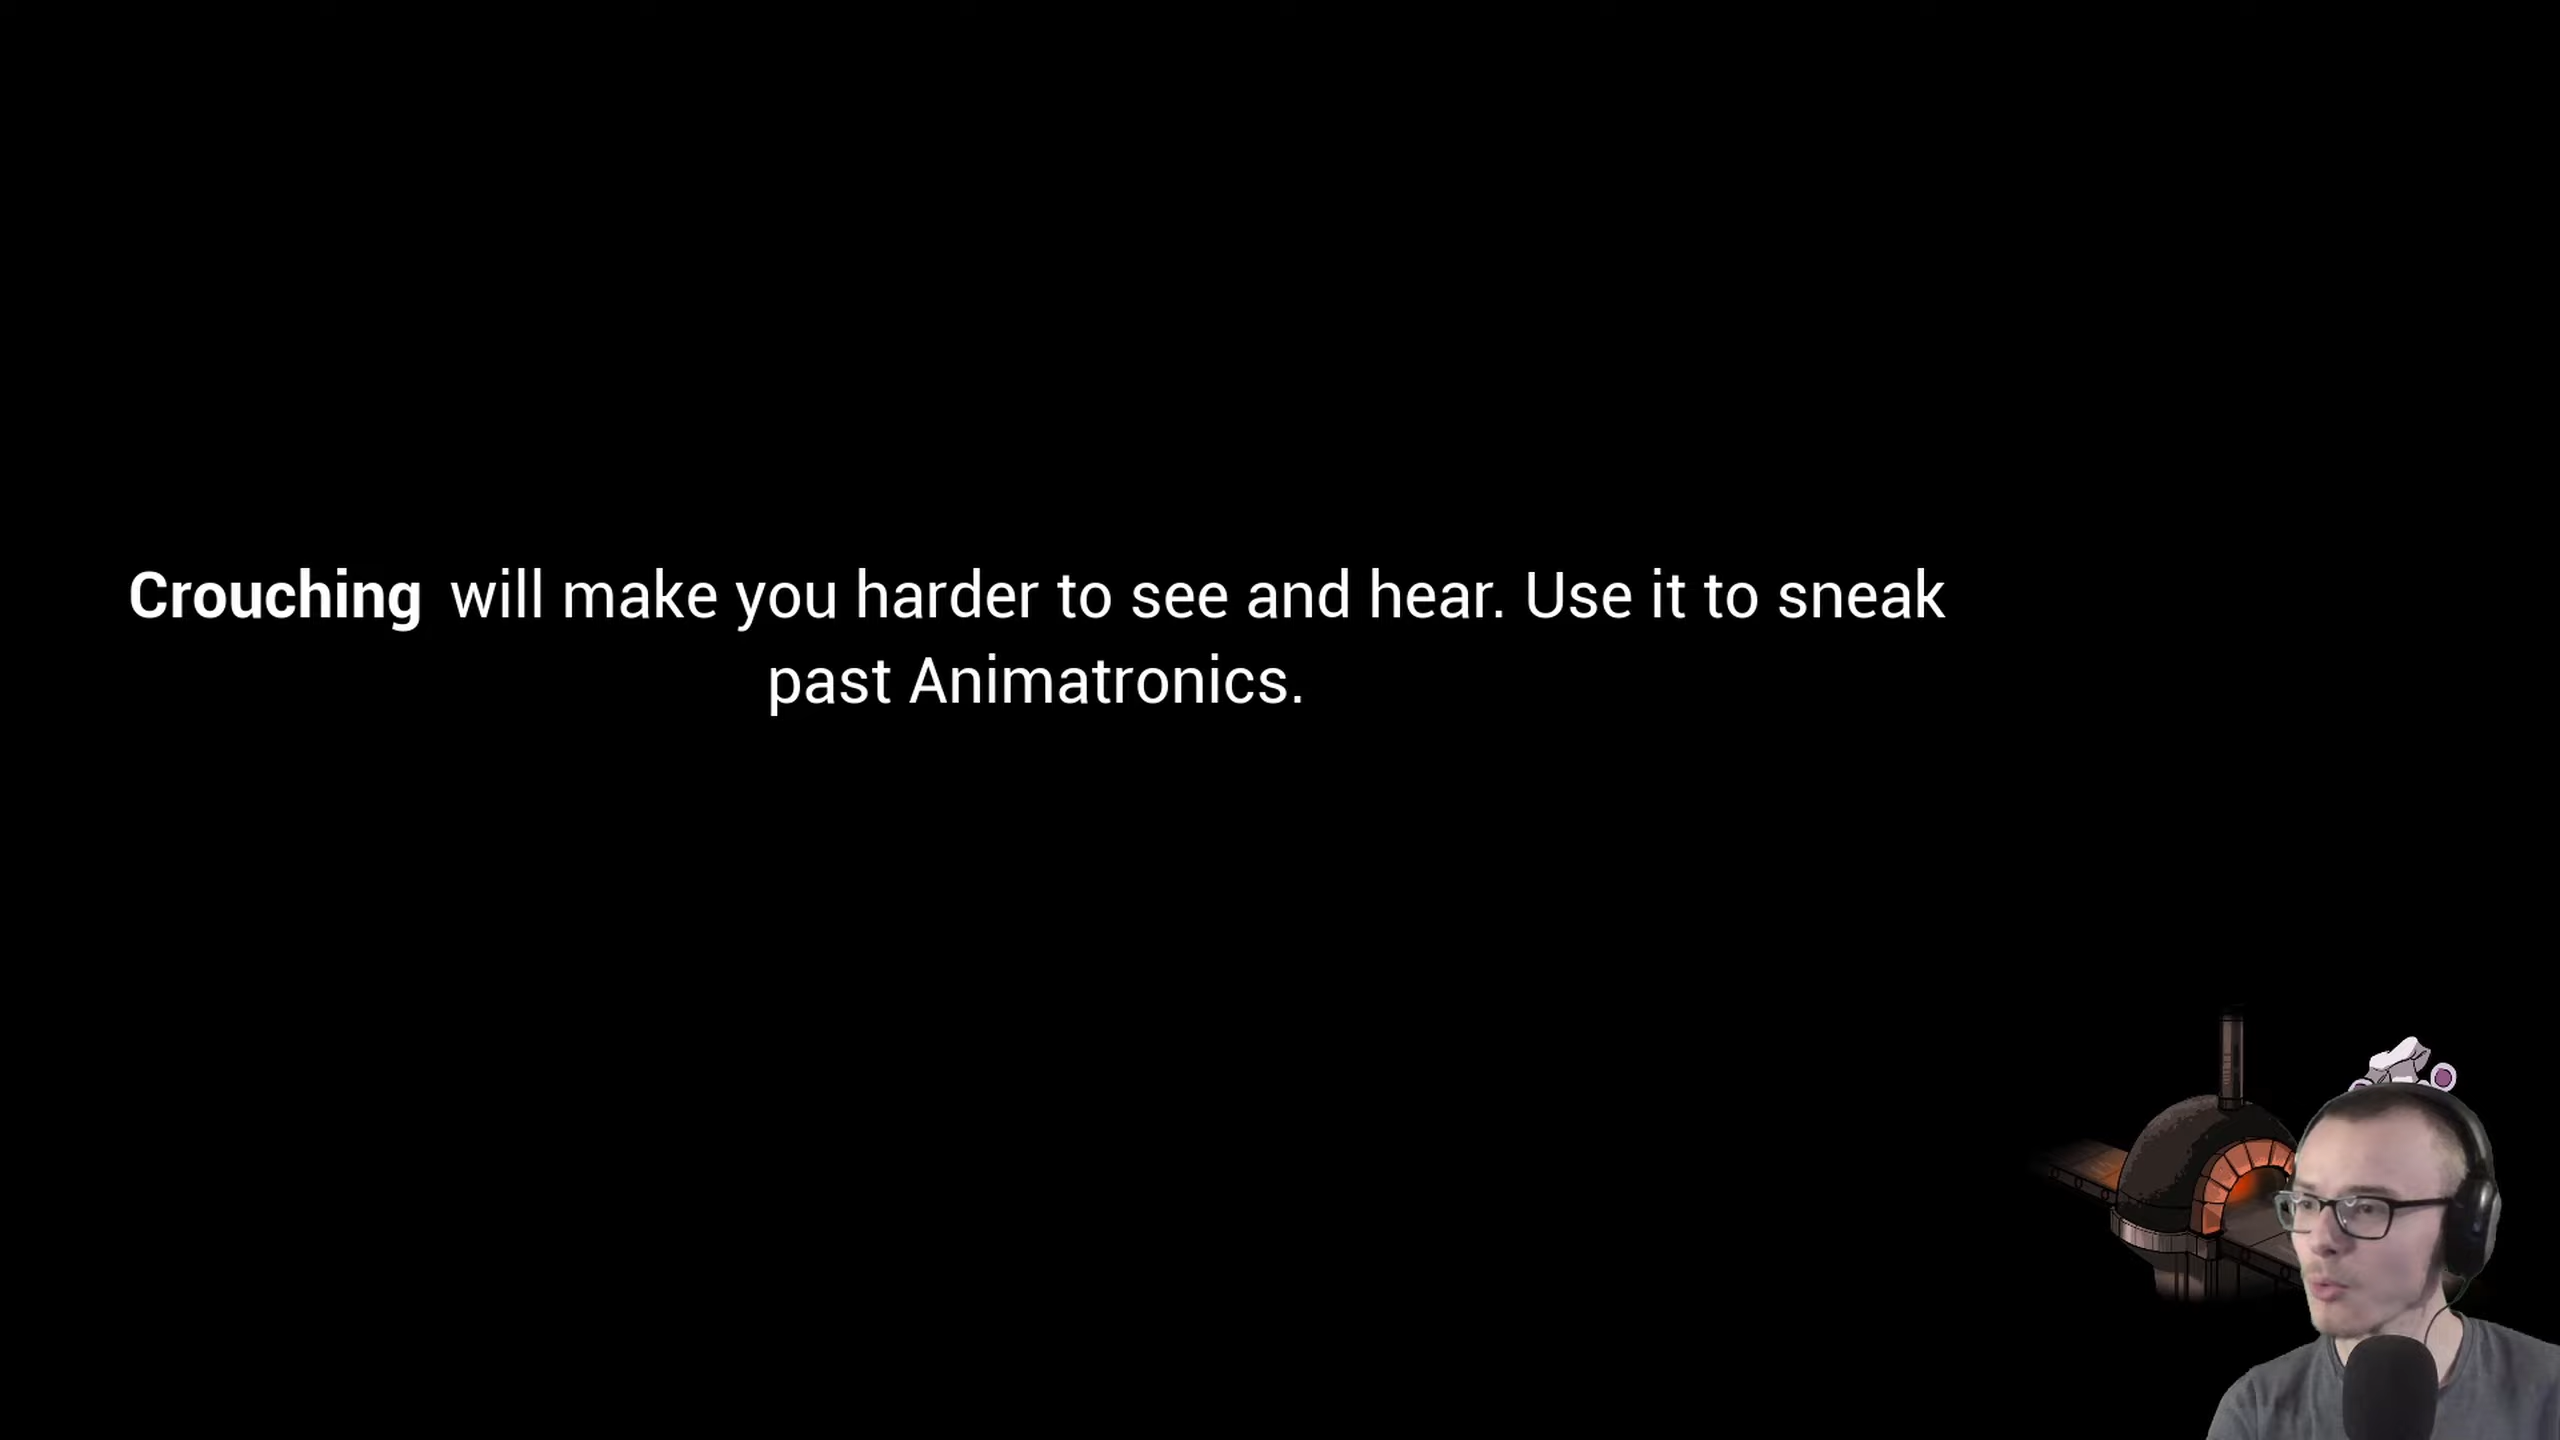 Crouching will make you harder to see and hear. Use it to sneak
past Animatronics.